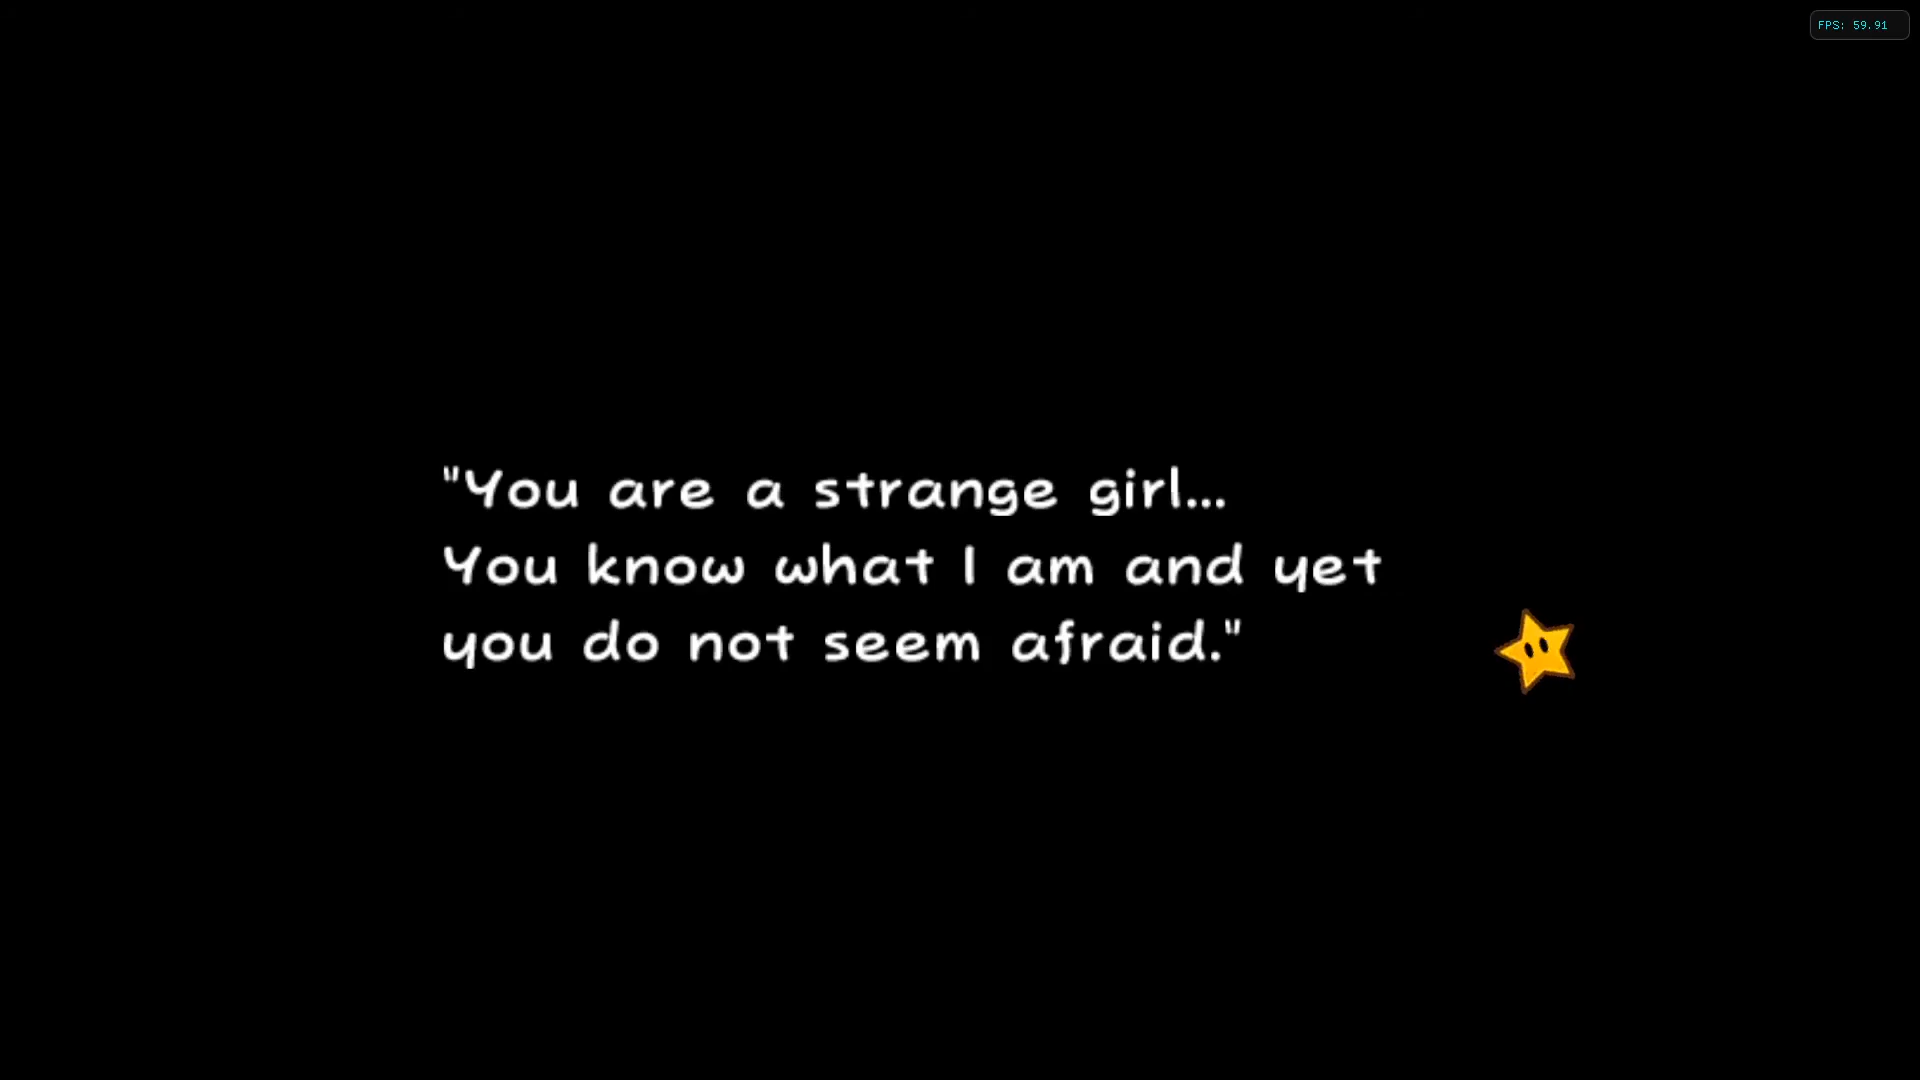 FPS: 59.91
"You are a strange girl...
You know what I am and yet
you do not seem afraid."